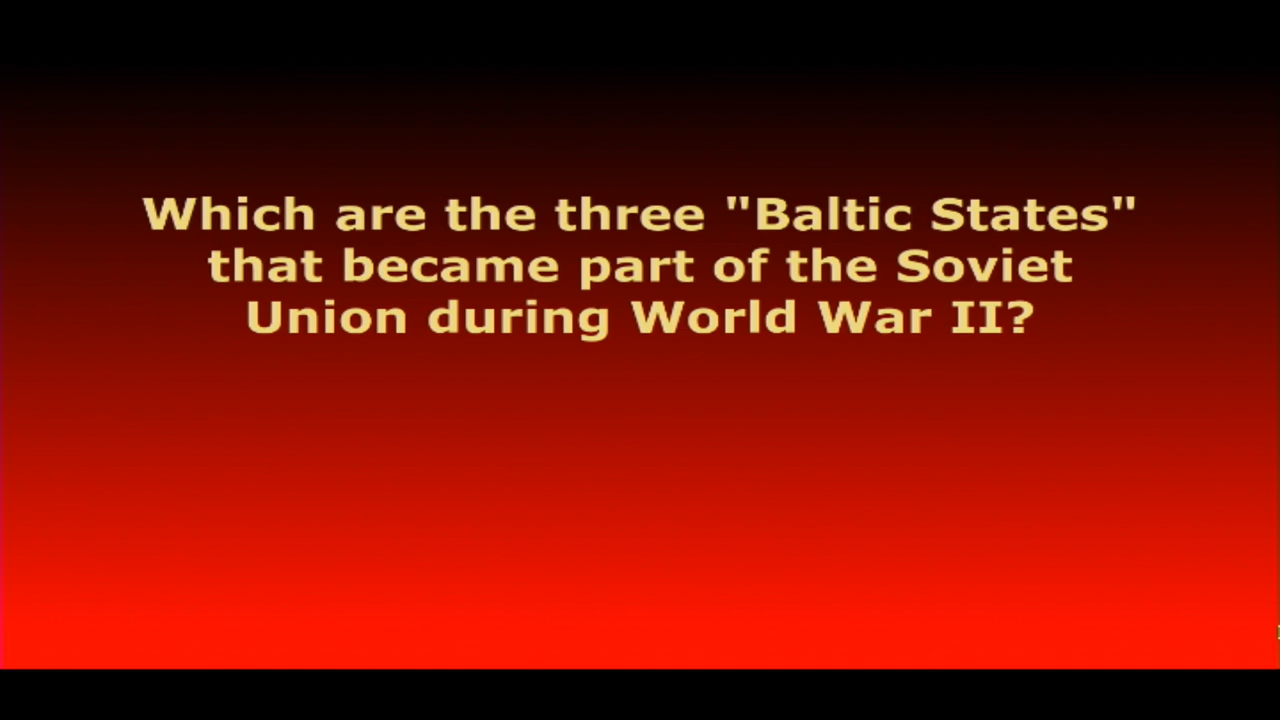 Which are the three "Baltic States"
that became part of the Soviet
Union during World War II?